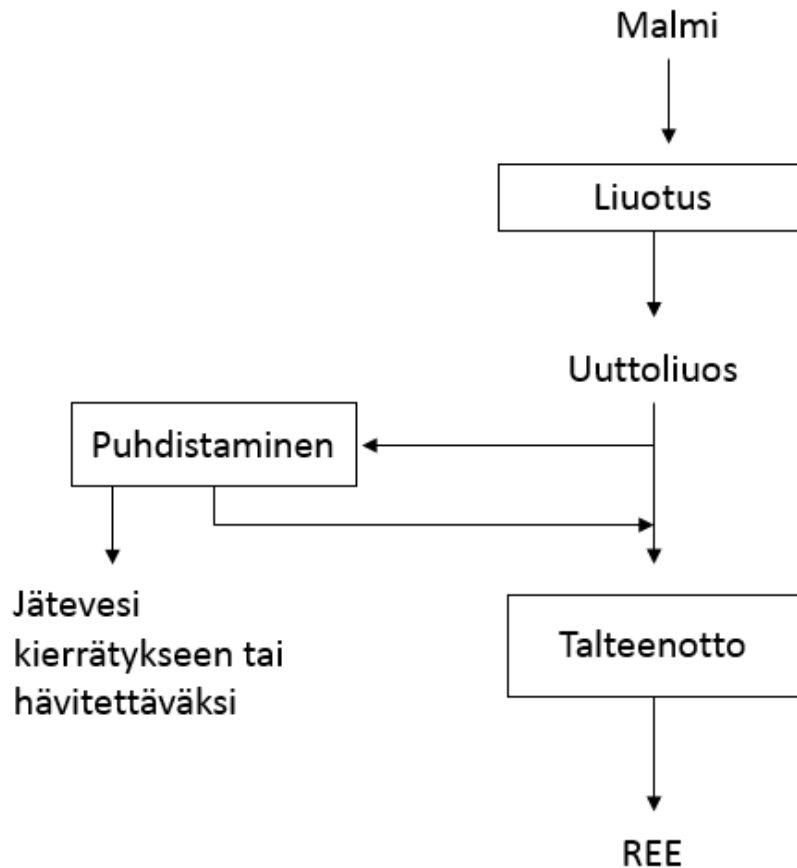 Malmi
Liuotus
Uuttoliuos
Puhdistaminen
Jätevesi
kierrätykseen tai
hävitettäväksi
Talteenotto
REE